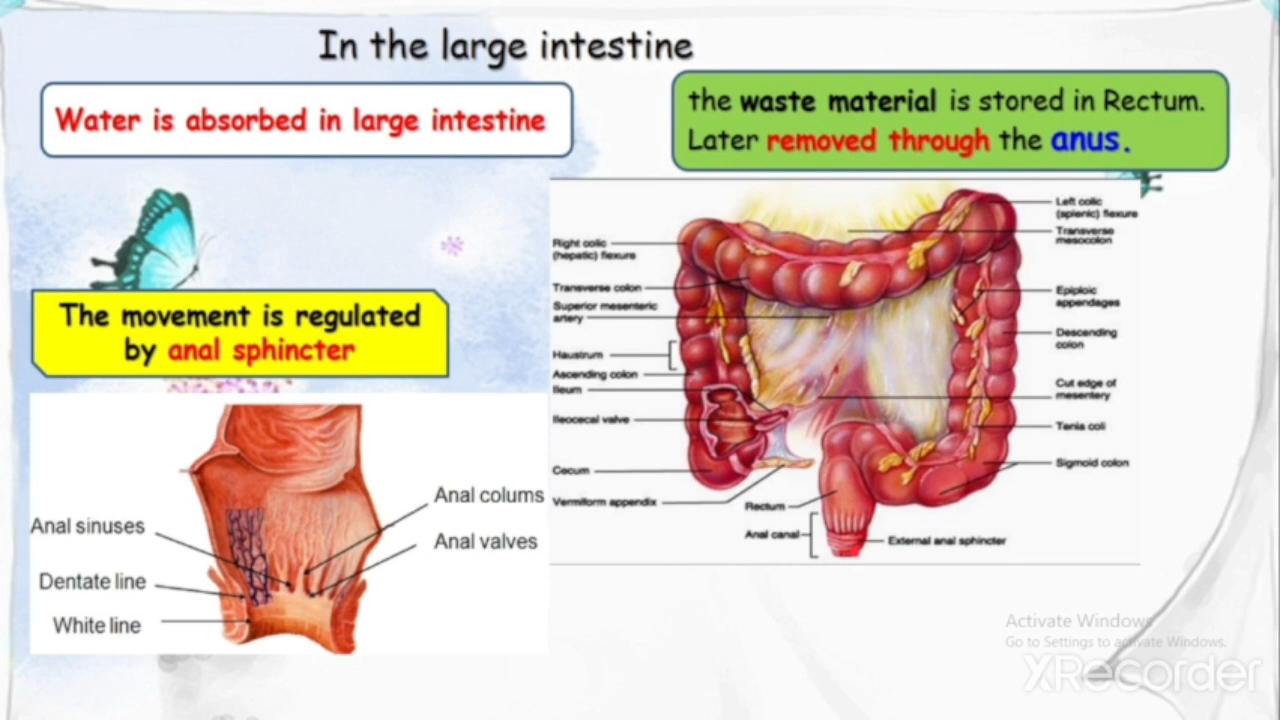 In the large intestine
Water is absorbed in large intestine
the waste material is stored in Rectum.
Later removed through the anus.
The movement is regulated
by anal sphincter
Anal sinuses
Dentate line
White line
Anal colums
Anal valves
Right colic
(hepatic) flexure
Transverse colon
Superior mesenteric
artery
Haustrum
Ascending colon
Ileum
Ileocecal valve
Cecum
Vermiform appendix
Rectum
Anal canal
External anal sphincter
Left colic
(splenic) flexure
Transverse
mesocolon
Epiploic
appendages
Descending
colon
Cut edge of
mesentery
Tenia coli
Sigmoid colon
Activate Windows
Go to Settings to activate Windows.
XRecorder